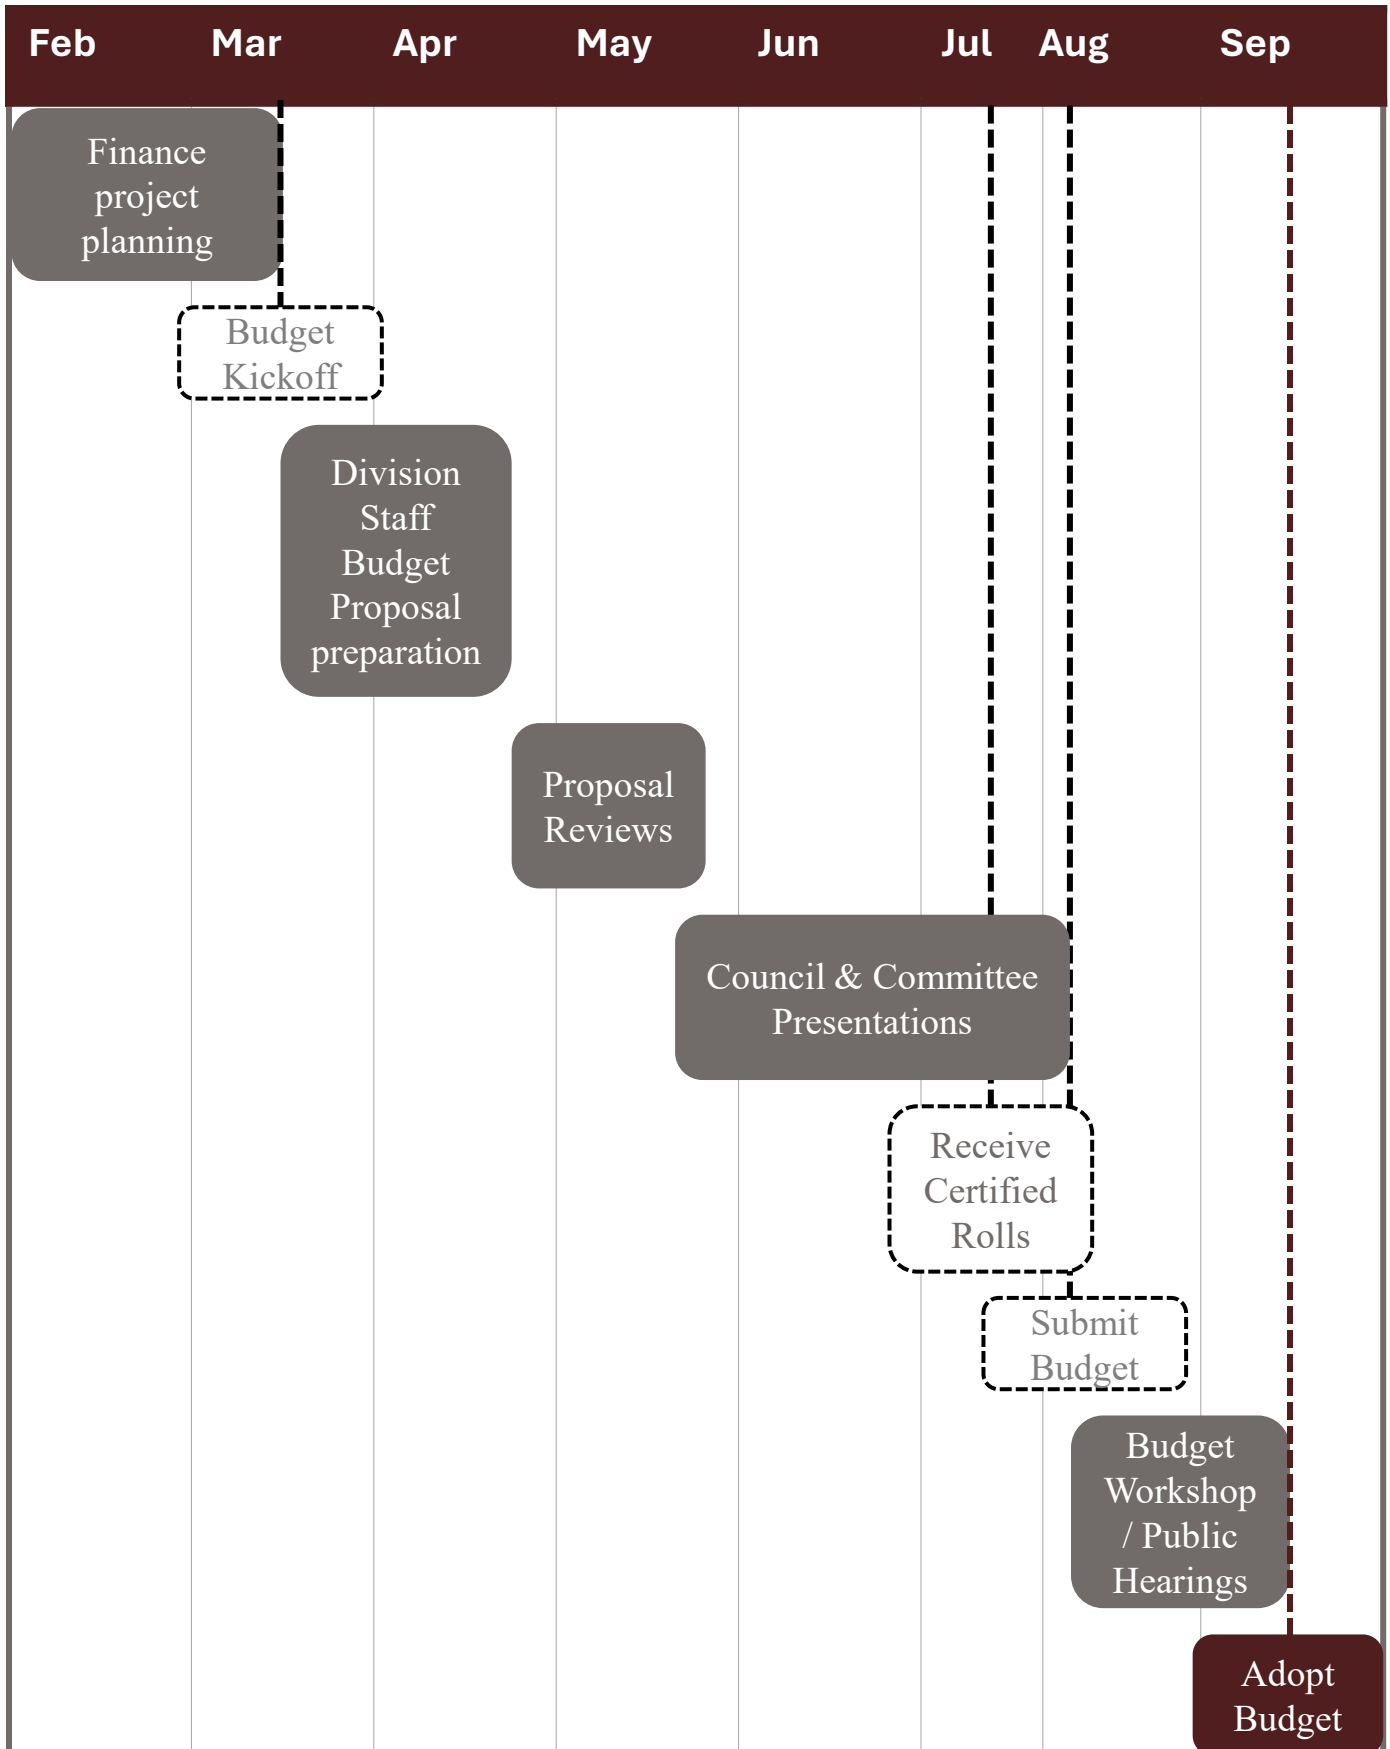 Feb Mar Apr May Jun Jul Aug Sep
Finance
project
planning
Budget
Kickoff
Division
Staff
Budget
Proposal
preparation
Proposal
Reviews
Council & Committee
Presentations
Receive
Certified
Rolls
Submit
Budget
Budget
Workshop
/ Public
Hearings
Adopt
Budget